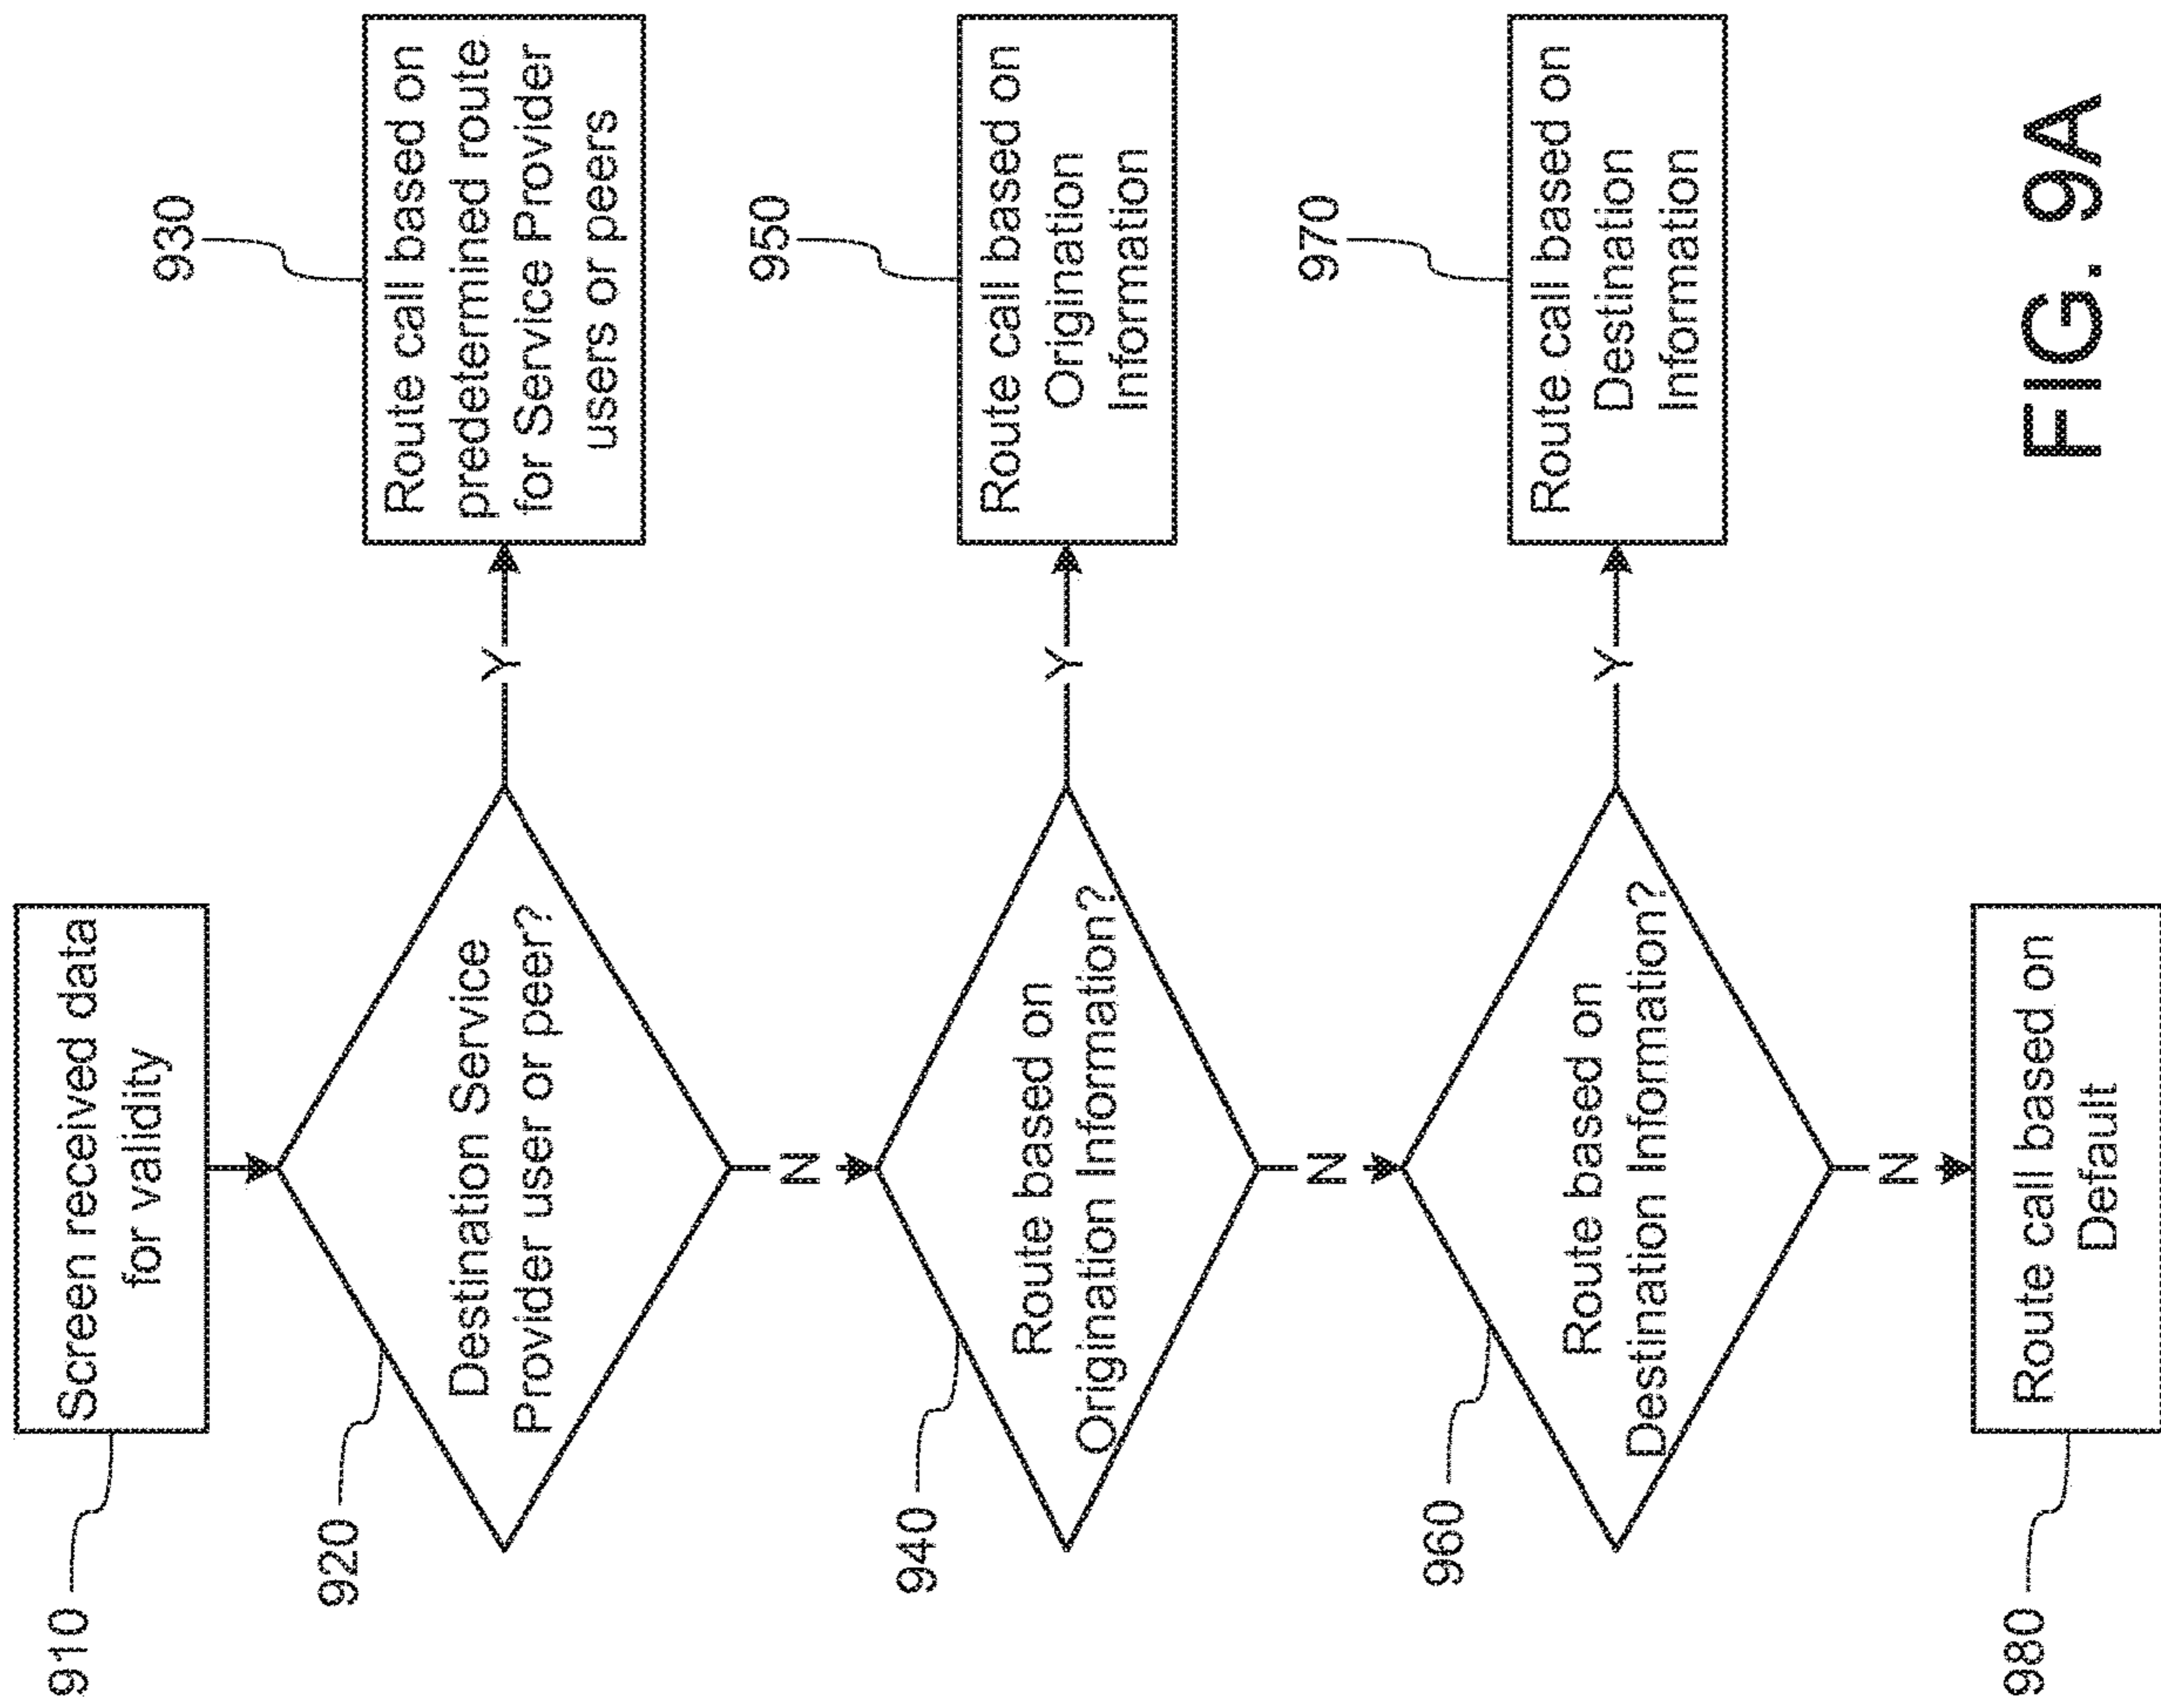 910
Screen received data
for validity
920
Destination Service
Provider user or peer?
Y
930
Route call based on
predetermined route
for Service Provider
users or peers
N
940
Route based on
Origination Information?
Y
950
Route call based on
Origination
Information
N
960
Route based on
Destination Information?
Y
970
Route call based on
Destination
Information
N
980
Route call based on
Default
FIG. 9A